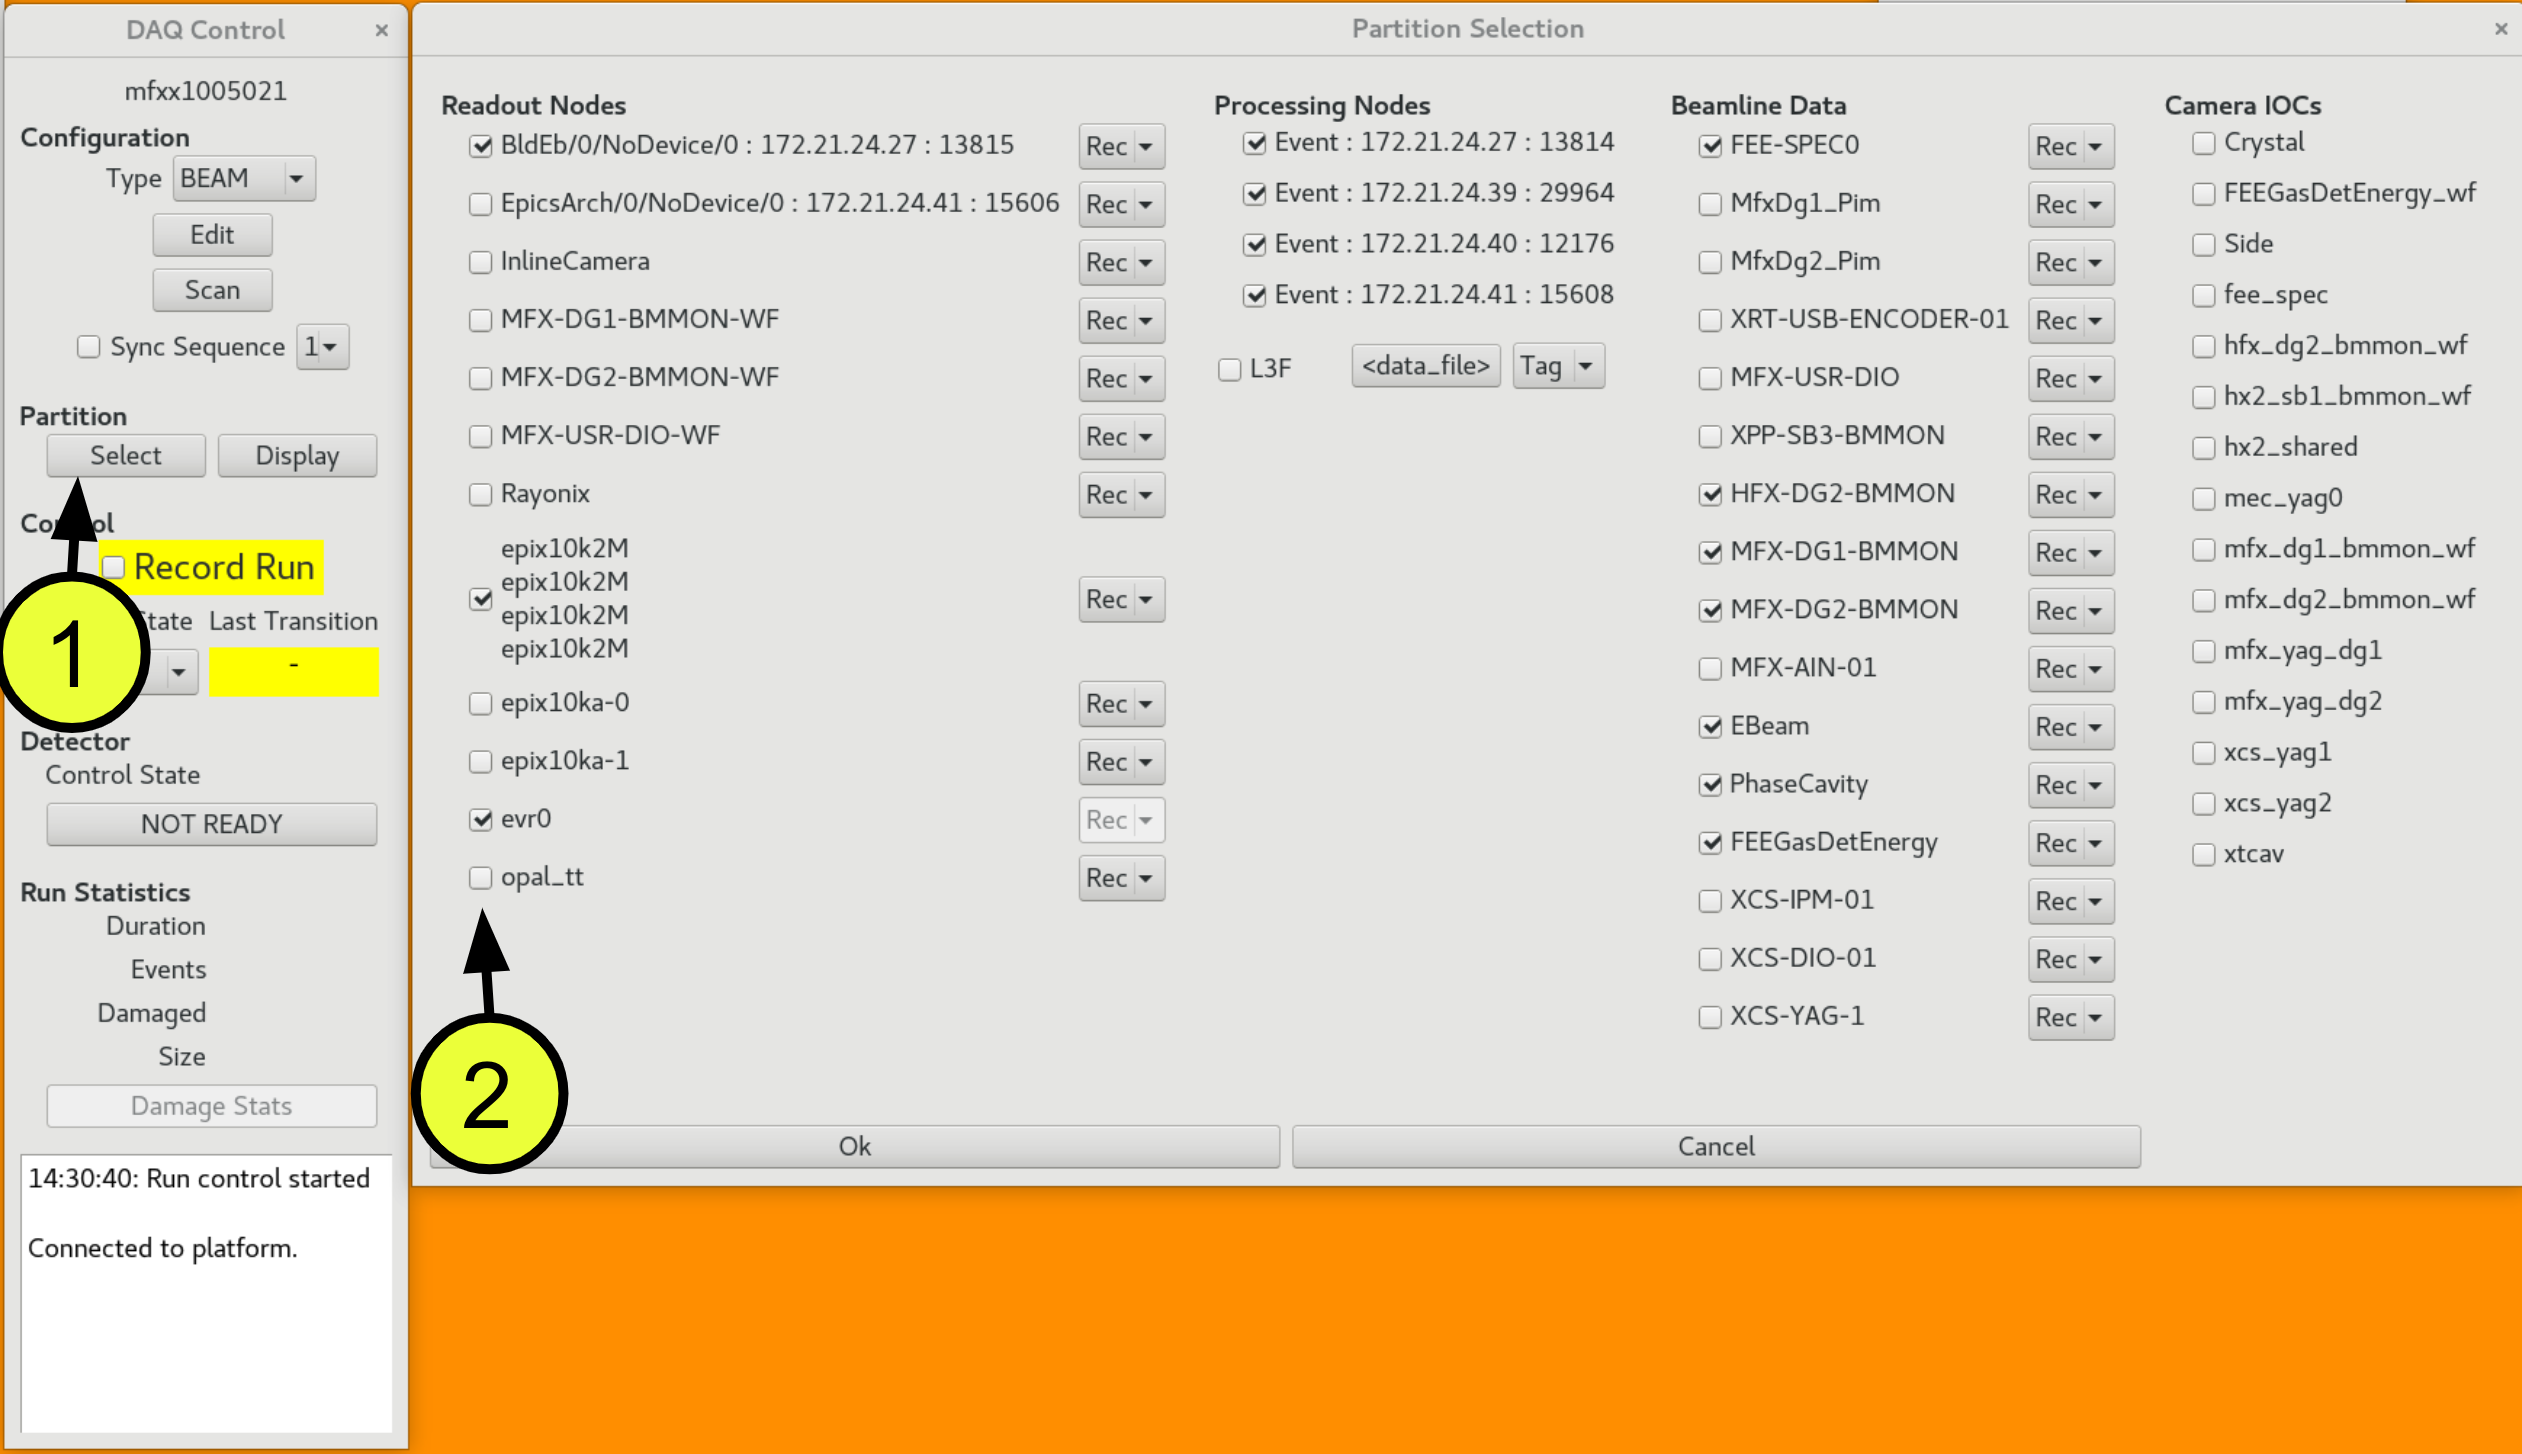 DAQ Control ×
mfxx1005021
Configuration
Type BEAM
Edit
Scan
Sync Sequence 1
Partition
Select Display
Record Run
Last Transition
-
1
Detector
Control State
NOT READY
Run Statistics
Duration
Events
Damaged
Size
Damage Stats
14:30:40: Run control started
Connected to platform.
Partition Selection ×
Readout Nodes
BldEb/0/NoDevice/0 : 172.21.24.27 : 13815 Rec
EpicsArch/0/NoDevice/0 : 172.21.24.41 : 15606 Rec
InlineCamera Rec
MFX-DG1-BMMON-WF Rec
MFX-DG2-BMMON-WF Rec
MFX-USR-DIO-WF Rec
Rayonix Rec
epix10k2M
epix10k2M
epix10k2M
epix10k2M
Rec
epix10ka-0 Rec
epix10ka-1 Rec
evr0 Rec
opal_tt Rec
2
Processing Nodes
Event : 172.21.24.27 : 13814
Event : 172.21.24.39 : 29964
Event : 172.21.24.40 : 12176
Event : 172.21.24.41 : 15608
L3F <data_file> Tag
Beamline Data
FEE-SPEC0 Rec
MfxDg1_Pim Rec
MfxDg2_Pim Rec
XRT-USB-ENCODER-01 Rec
MFX-USR-DIO Rec
XPP-SB3-BMMON Rec
HFX-DG2-BMMON Rec
MFX-DG1-BMMON Rec
MFX-DG2-BMMON Rec
MFX-AIN-01 Rec
EBeam Rec
PhaseCavity Rec
FEEGasDetEnergy Rec
XCS-IPM-01 Rec
XCS-DIO-01 Rec
XCS-YAG-1 Rec
Camera IOCs
Crystal
FEEGasDetEnergy_wf
Side
fee_spec
hfx_dg2_bmmon_wf
hx2_sb1_bmmon_wf
hx2_shared
mec_yag0
mfx_dg1_bmmon_wf
mfx_dg2_bmmon_wf
mfx_yag_dg1
mfx_yag_dg2
xcs_yag1
xcs_yag2
xtcav
Ok Cancel